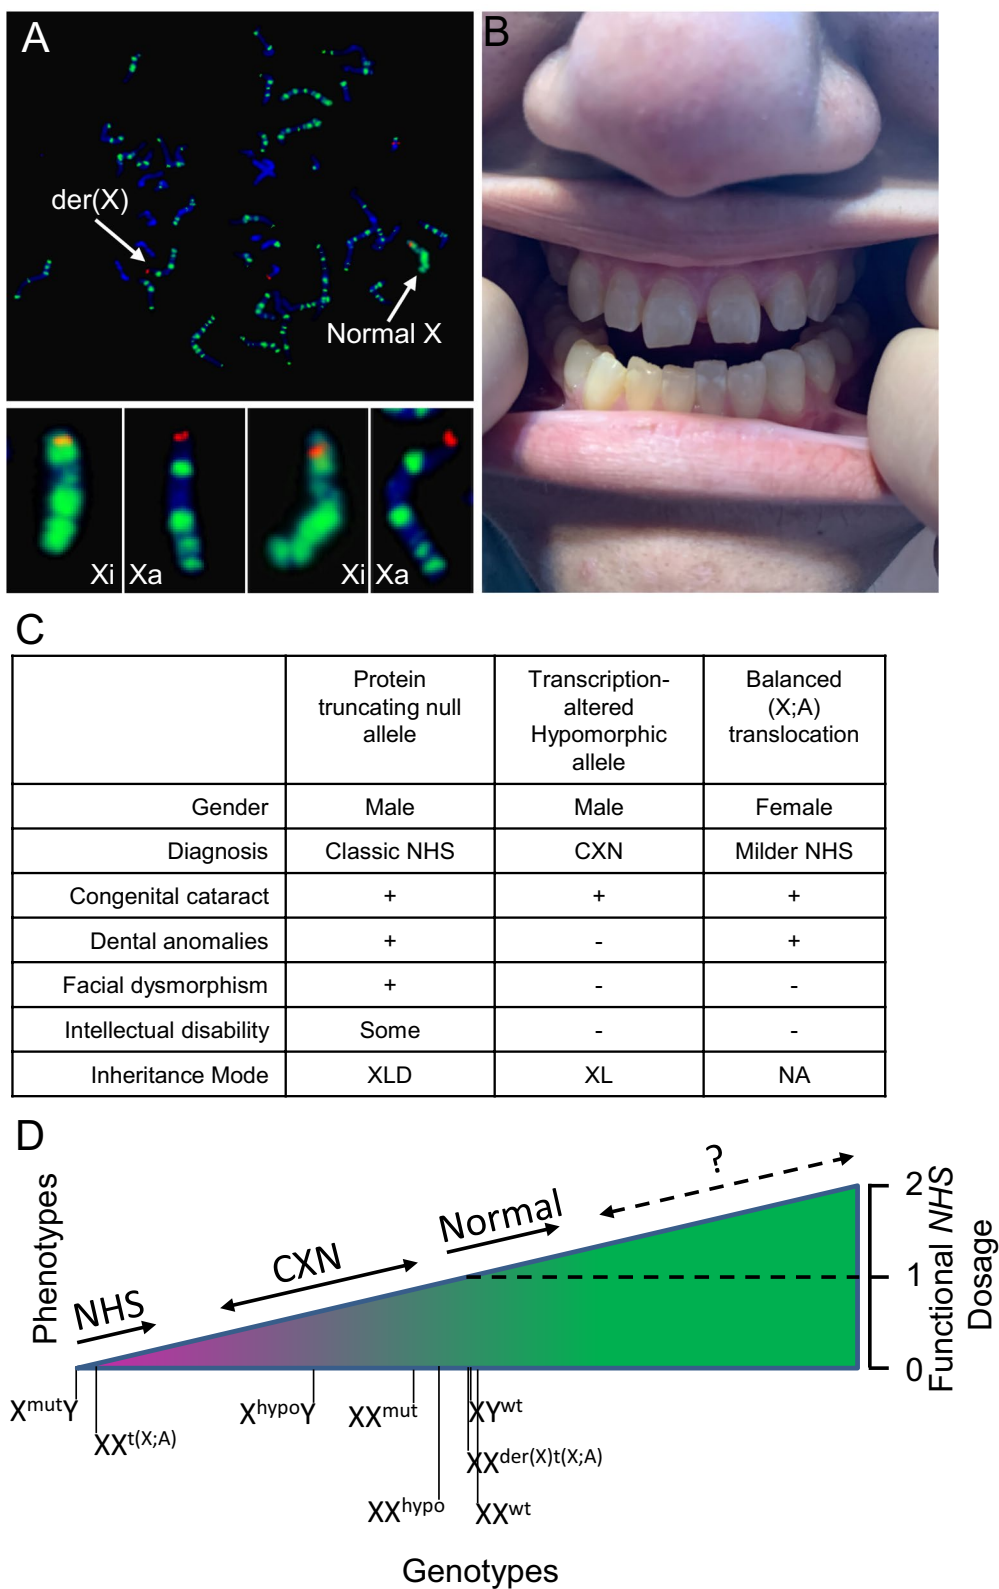 A
der(X)
Normal X
Xi
Xa
Xi
Xa
B
C
Protein truncating null allele
Transcription-altered Hypomorphic allele
Balanced (X;A) translocation
Gender Male Male Female
Diagnosis Classic NHS CXN Milder NHS
Congenital cataract + + +
Dental anomalies + - +
Facial dysmorphism + - -
Intellectual disability Some - -
Inheritance Mode XLD XL NA
D
Phenotypes
NHS
CXN
Normal
?
2
1
0
Functional NHS
Dosage
XmutY
XXt(X;A)
XhypoY
XXmut
XXhypo
XYwt
XXder(X)t(X;A)
XXwt
Genotypes